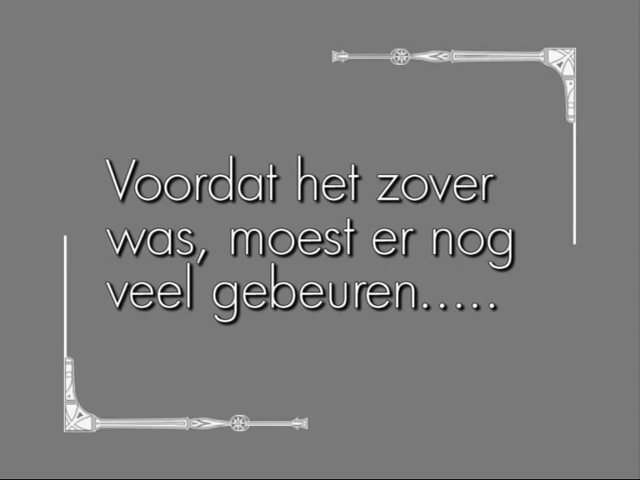 Voordat het zover
was, moest er nog
veel gebeuren.....